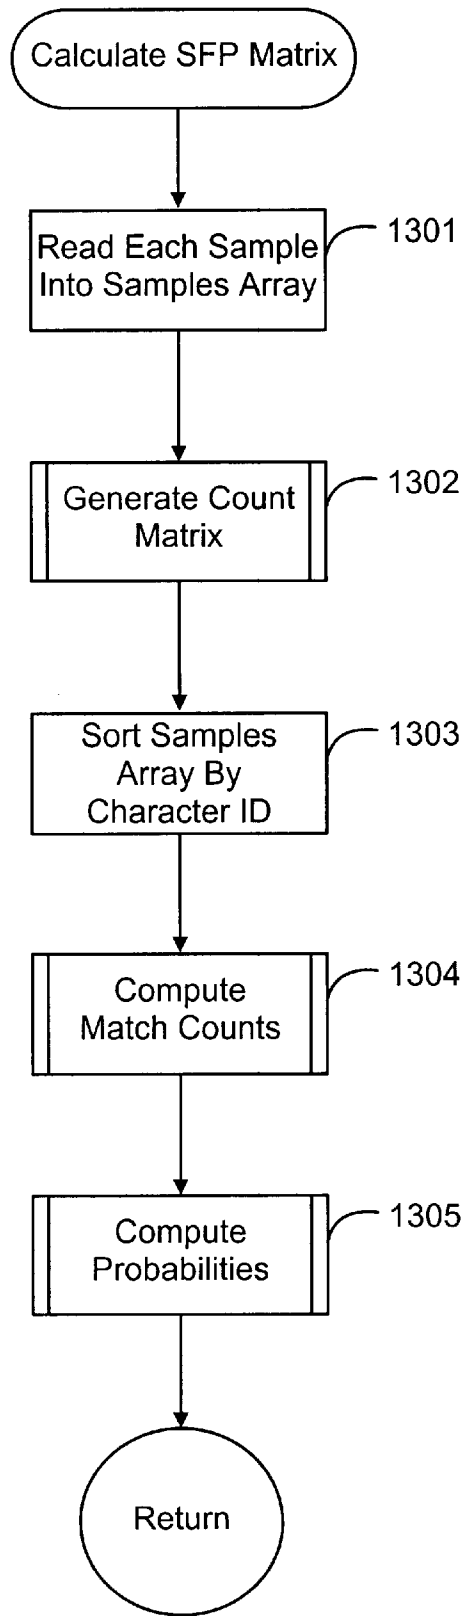 Calculate SFP Matrix
1301
Read Each Sample
Into Samples Array
1302
Generate Count
Matrix
1303
Sort Samples
Array By
Character ID
1304
Compute
Match Counts
1305
Compute
Probabilities
Return